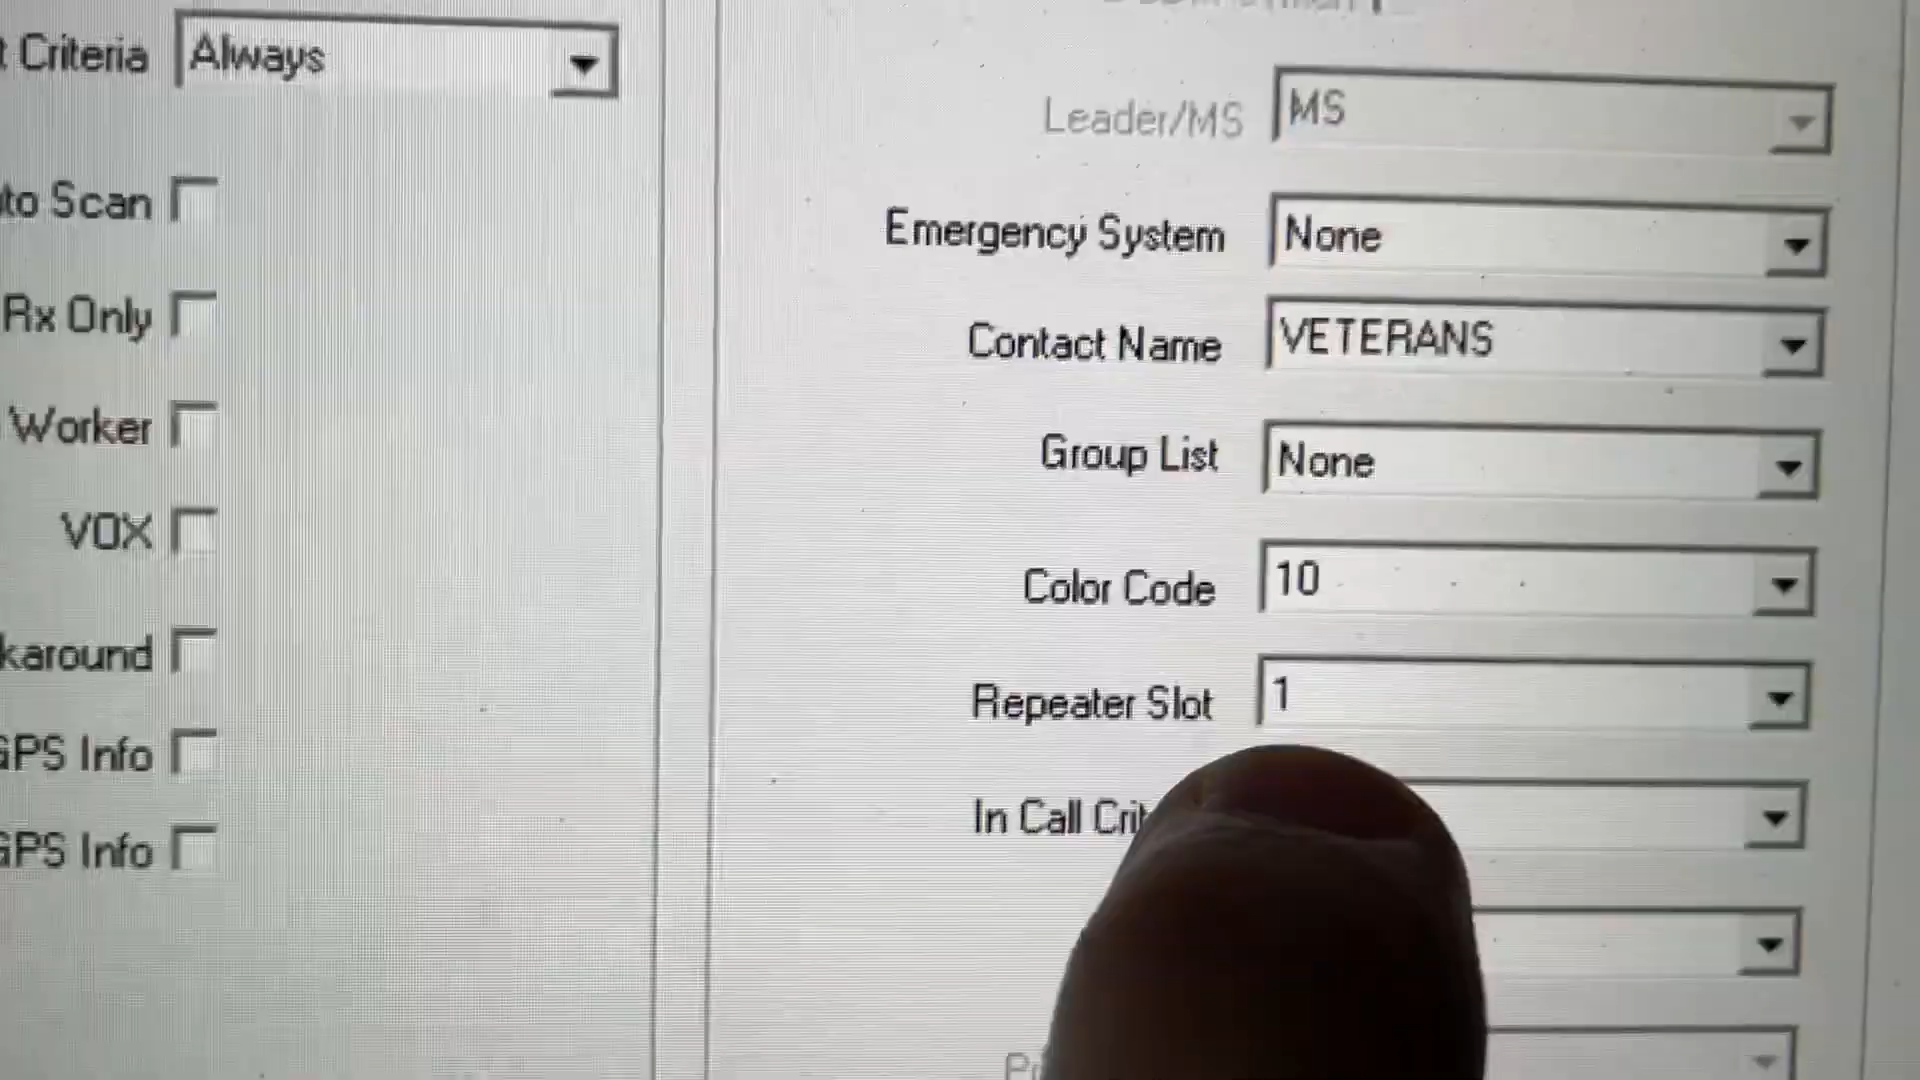 t Criteria Always
to Scan
Rx Only
Worker
VOX
karound
GPS Info
GPS Info
Leader/MS MS
Emergency System None
Contact Name VETERANS
Group List None
Color Code 10
Repeater Slot 1
In Call Crit